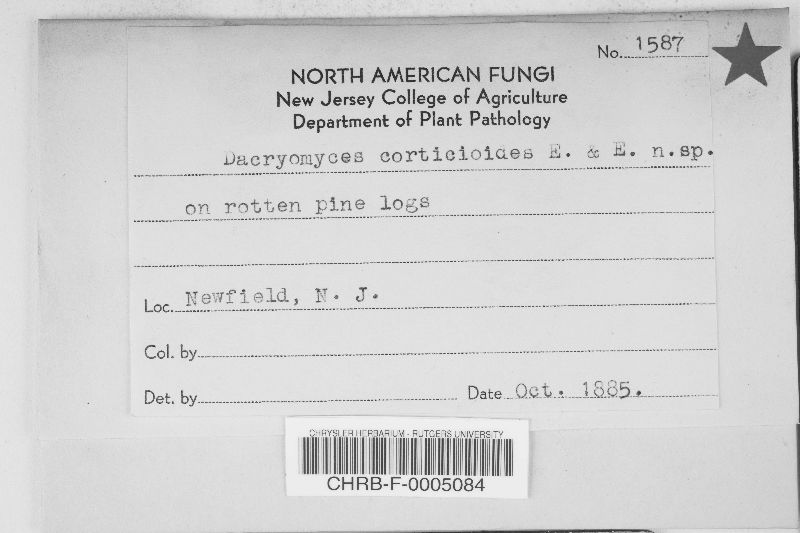 No. 1587
NORTH AMERICAN FUNGI
New Jersey College of Agriculture
Department of Plant Pathology
Dacryomyces corticioides E. & E. n.sp.
on rotten pine logs
Loc. Newfield, N. J.
Col. by
Det. by
Date Oct. 1885.
CHRYSLER HERBARIUM - RUTGERS UNIVERSITY
CHRB-F-0005084